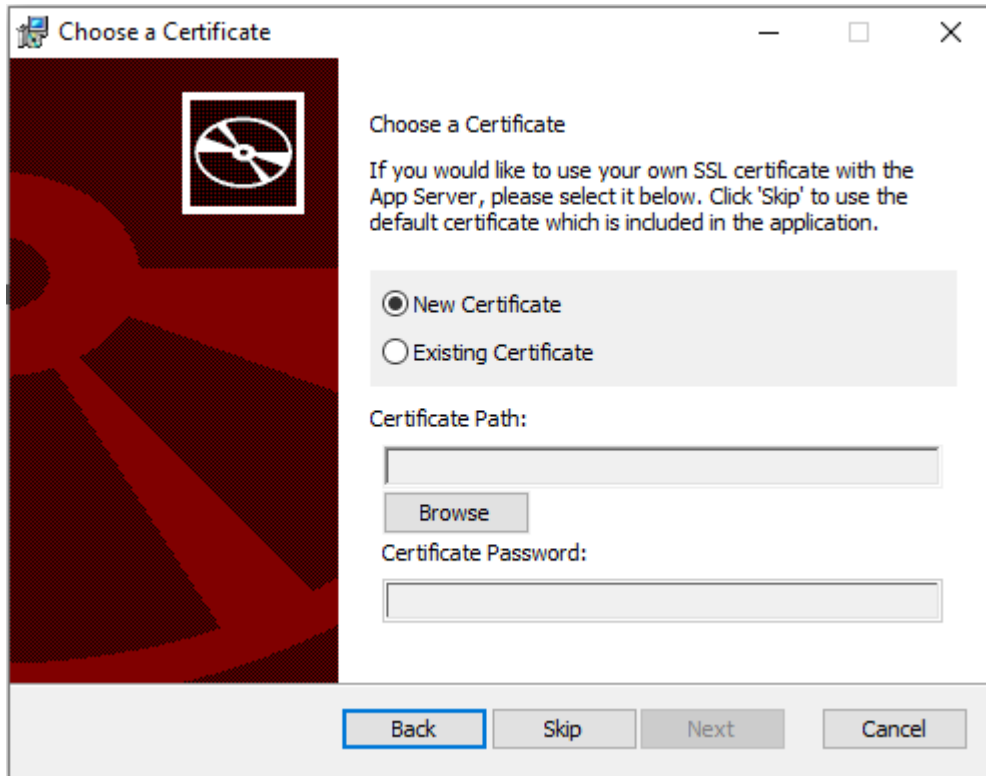 Choose a Certificate
Choose a Certificate
If you would like to use your own SSL certificate with the
App Server, please select it below. Click 'Skip' to use the
default certificate which is included in the application.
New Certificate
Existing Certificate
Certificate Path:
Browse
Certificate Password:
Back Skip Next Cancel